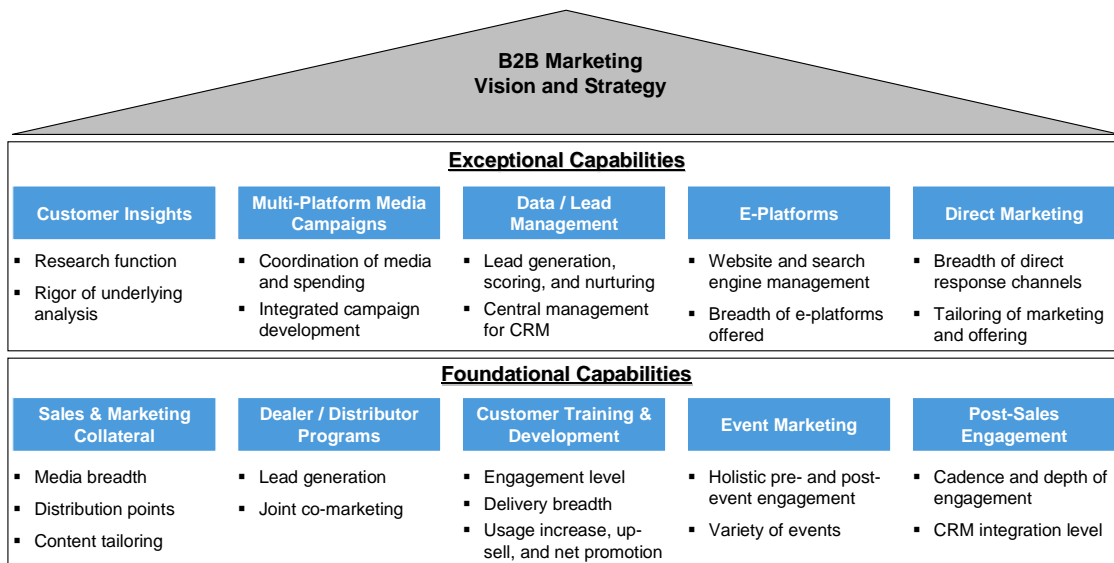 B2B Marketing
Vision and Strategy
Exceptional Capabilities
Customer Insights
▪ Research function
▪ Rigor of underlying
analysis
Multi-Platform Media
Campaigns
▪ Coordination of media
and spending
▪ Integrated campaign
development
Data / Lead
Management
▪ Lead generation,
scoring, and nurturing
▪ Central management
for CRM
E-Platforms
▪ Website and search
engine management
▪ Breadth of e-platforms
offered
Direct Marketing
▪ Breadth of direct
response channels
▪ Tailoring of marketing
and offering
Foundational Capabilities
Sales & Marketing
Collateral
▪ Media breadth
▪ Distribution points
▪ Content tailoring
Dealer / Distributor
Programs
▪ Lead generation
▪ Joint co-marketing
Customer Training &
Development
▪ Engagement level
▪ Delivery breadth
▪ Usage increase, up-
sell, and net promotion
Event Marketing
▪ Holistic pre- and post-
event engagement
▪ Variety of events
Post-Sales
Engagement
▪ Cadence and depth of
engagement
▪ CRM integration level